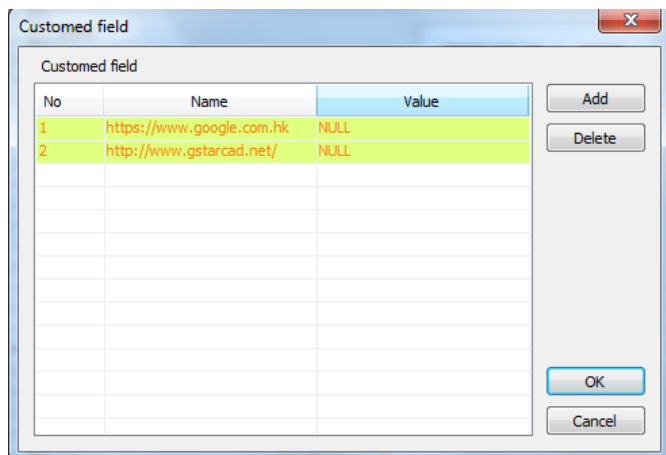 Customed field
X
Customed field
No Name Value
1 https://www.google.com.hk NULL
2 http://www.gstarcad.net/ NULL
Add
Delete
OK
Cancel